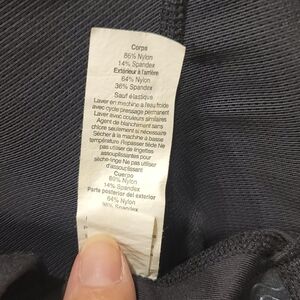 Corps
86% Nylon
14% Spandex
Extérieur à l'arrière
64% Nylon
36% Spandex
Sauf élastique
Laver en machine à l'eau froide
avec cycle pressage permanent
Laver avec couleurs similaires
Agent de blanchiment sans
chlore seulement si nécessaire
Sécher à la machine à basse
température Repasser tiède Ne
pas utiliser de lingettes
assouplissantes pour
sèche-linge Ne pas utiliser
d'assouplissant
Cuerpo
86% Nylon
14% Spandex
Parte posterior del exterior
64% Nylon
36% Spandex